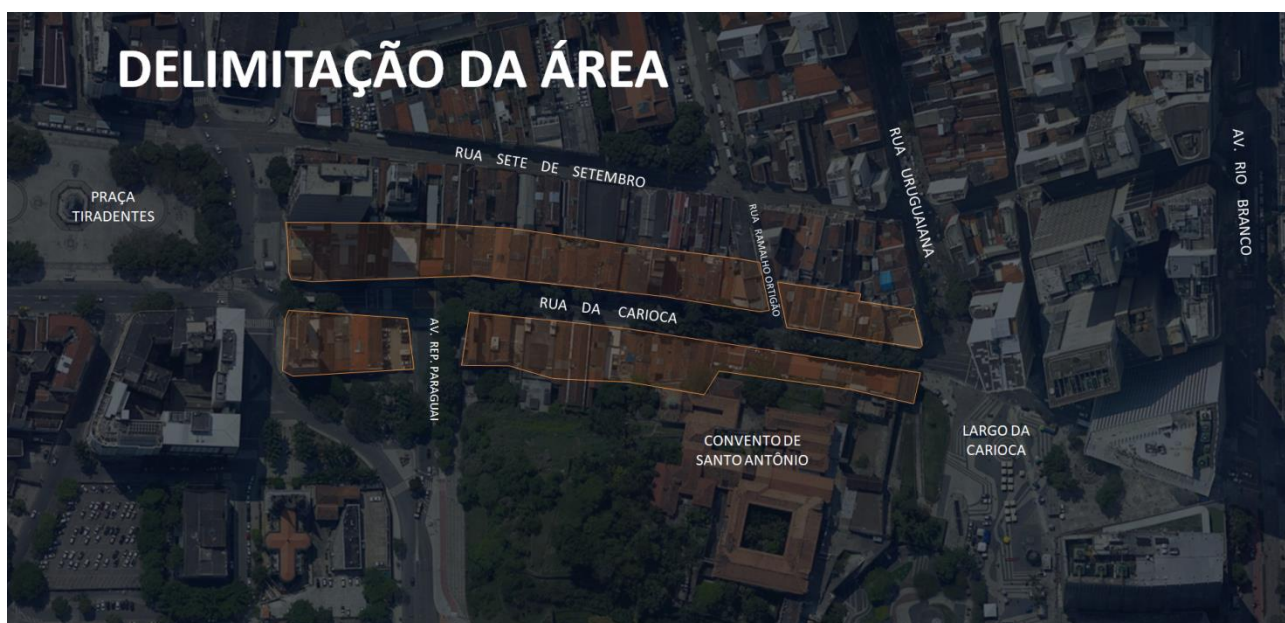 DELIMITAÇÃO DA ÁREA
RUA SETE DE SETEMBRO
PRAÇA
TIRADENTES
RUA RAMALHO ORTIGÃO
RUA URUGUAIANA
AV. RIO BRANCO
RUA DA CARIOCA
AV. REP. PARAGUAI
CONVENTO DE
SANTO ANTÔNIO
LARGO DA
CARIOCA